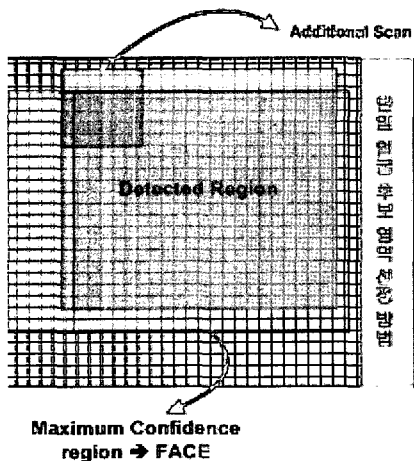 Additional Scan
Detected Region
Maximum Confidence
region ➔ FACE